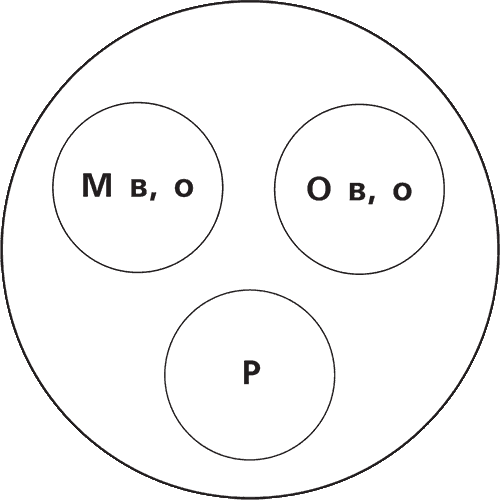 М в, о
О в, о
Р